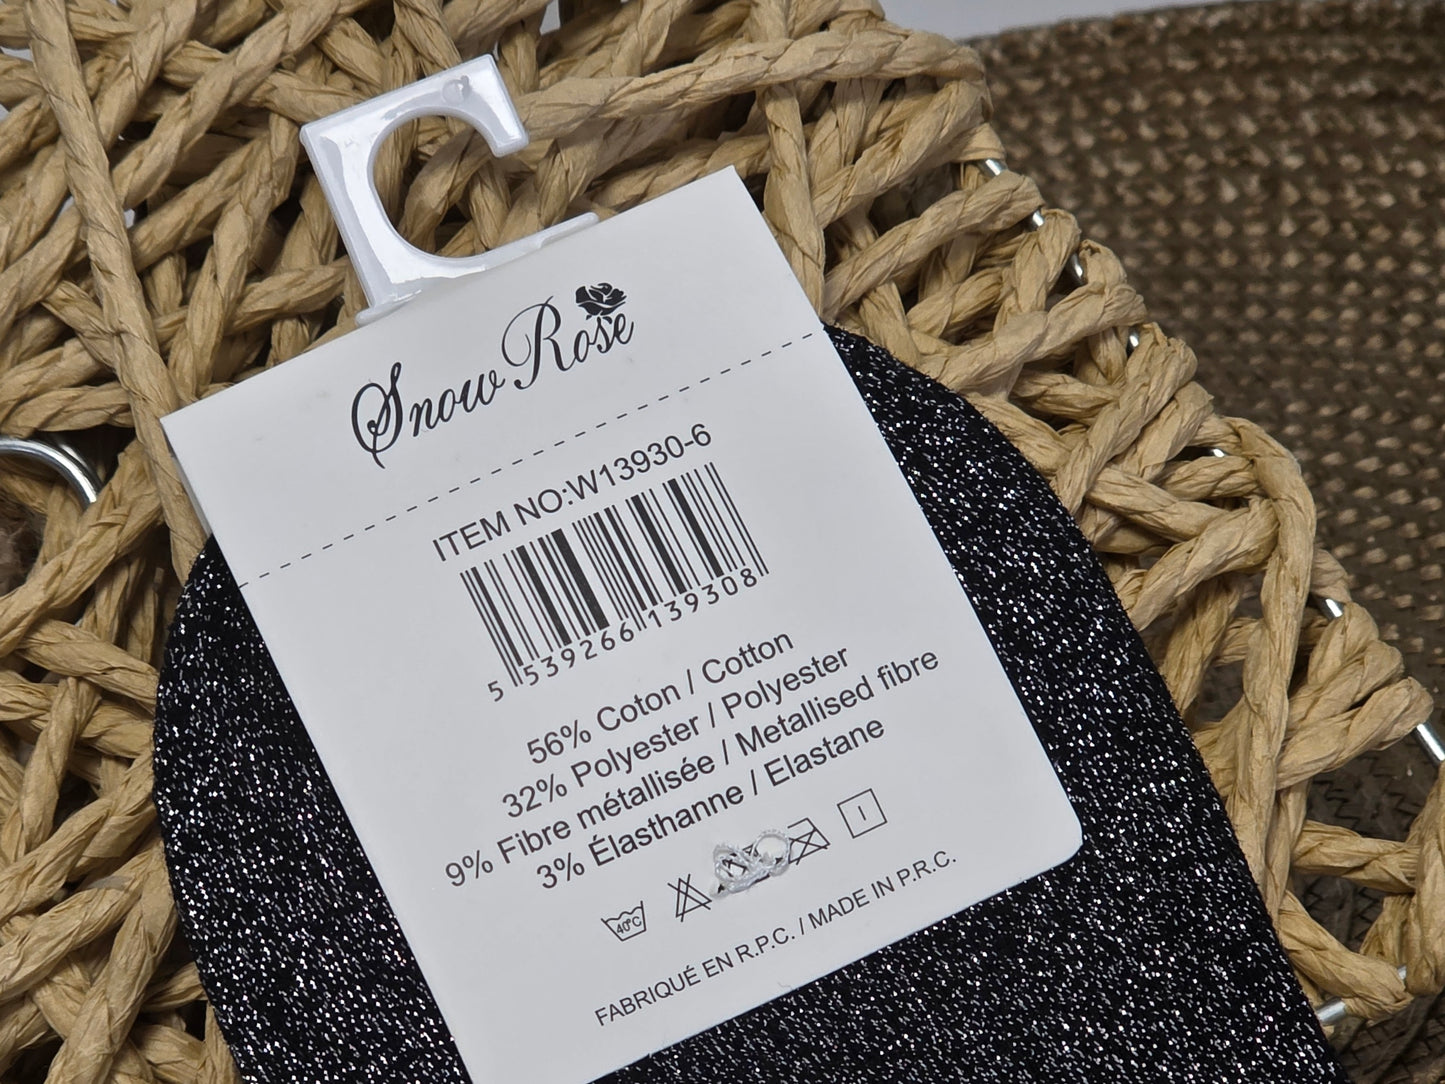 Snow Rose
ITEM NO:W13930-6
5 539266 139308
56% Coton / Cotton
32% Polyester / Polyester
9% Fibre métallisée / Metallised fibre
3% Élasthanne / Elastane
40°C
FABRIQUÉ EN R.P.C. / MADE IN P.R.C.